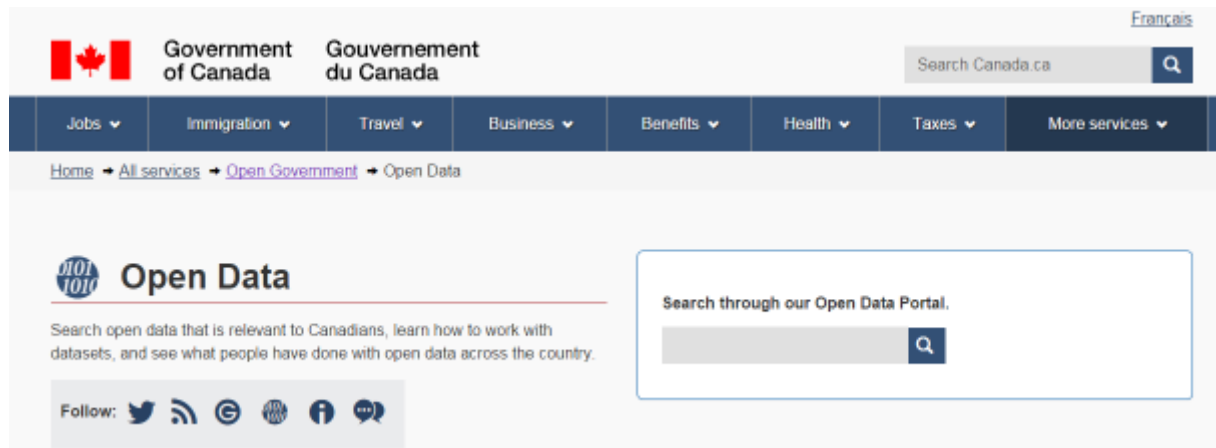 Français
Government of Canada
Gouvernement du Canada
Search Canada.ca
Jobs Immigration Travel Business Benefits Health Taxes More services
Home → All services → Open Government → Open Data
0101
1010
Open Data
Search open data that is relevant to Canadians, learn how to work with
datasets, and see what people have done with open data across the country.
Follow:
Search through our Open Data Portal.